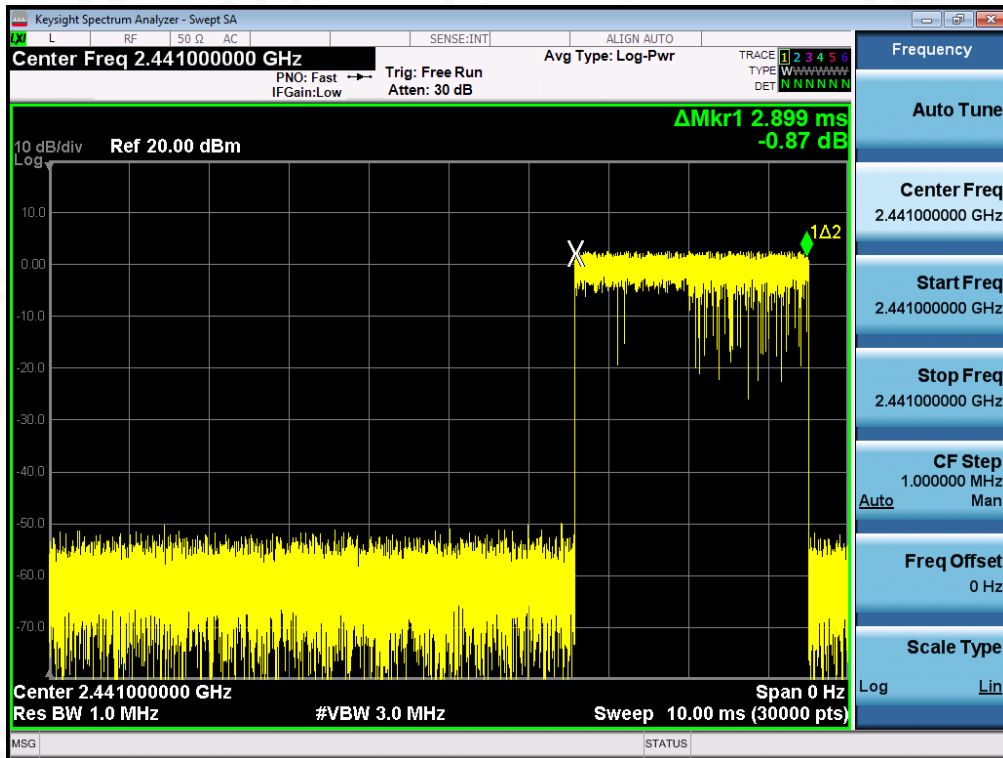 Keysight Spectrum Analyzer - Swept SA
LXI L RF 50 Ω AC SENSE:INT ALIGN AUTO
Center Freq 2.441000000 GHz
PNO: Fast
IFGain:Low
Trig: Free Run
Atten: 30 dB
Avg Type: Log-Pwr
TRACE 1 2 3 4 5 6
TYPE WWWWWW
DET N N N N N N
ΔMkr1 2.899 ms
-0.87 dB
10 dB/div Ref 20.00 dBm
Log
10.0
0.00
-10.0
-20.0
-30.0
-40.0
-50.0
-60.0
-70.0
1Δ2
X
Center 2.441000000 GHz Span 0 Hz
Res BW 1.0 MHz #VBW 3.0 MHz Sweep 10.00 ms (30000 pts)
MSG STATUS
Frequency
Auto Tune
Center Freq
2.441000000 GHz
Start Freq
2.441000000 GHz
Stop Freq
2.441000000 GHz
CF Step
1.000000 MHz
Auto Man
Freq Offset
0 Hz
Scale Type
Log Lin